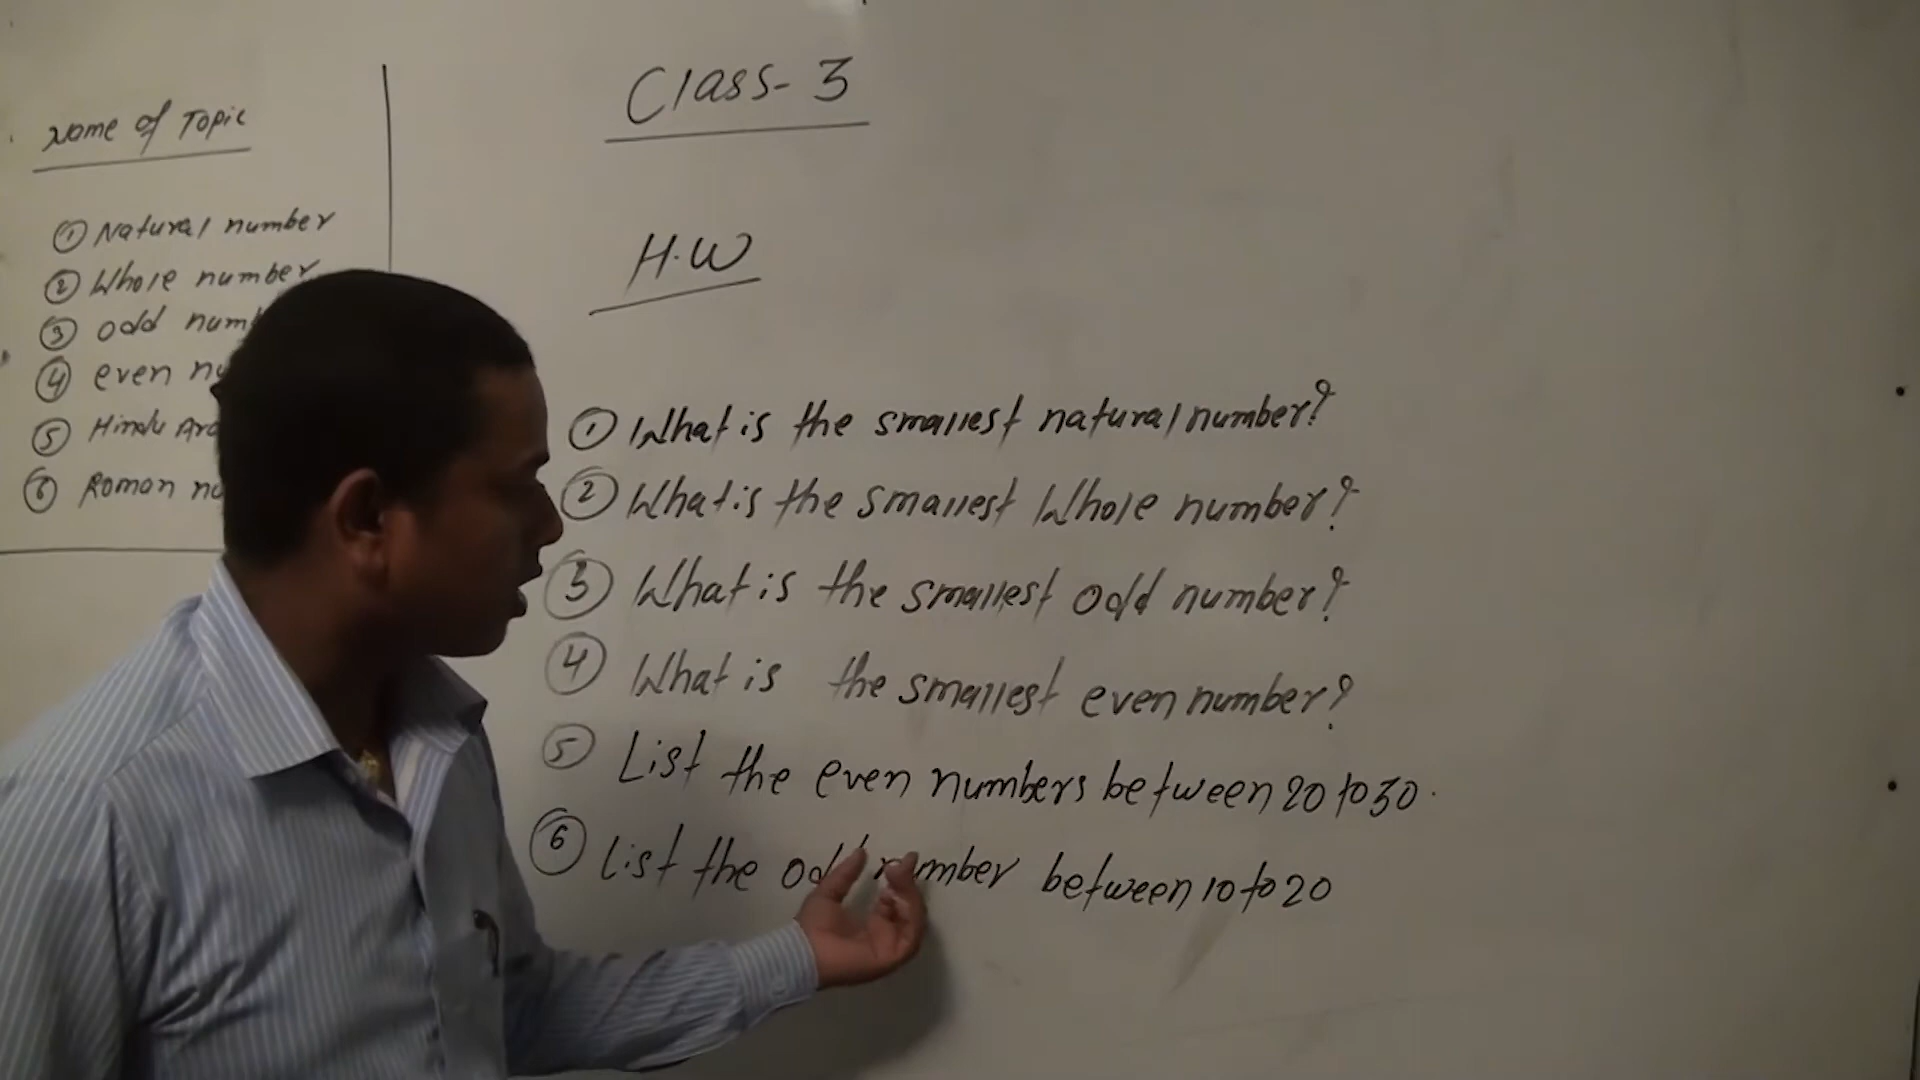 Name of Topic
① Natural number
② Whole number
③ odd
④ even
⑤ Hindu
⑥ Roman
Class-3
H.W
① What is the smallest natural number?
② What is the smallest Whole number?
③ What is the smallest odd number?
④ What is the smallest even number?
⑤ List the even numbers between 20 to 30.
⑥ List the odd number between 10 to 20